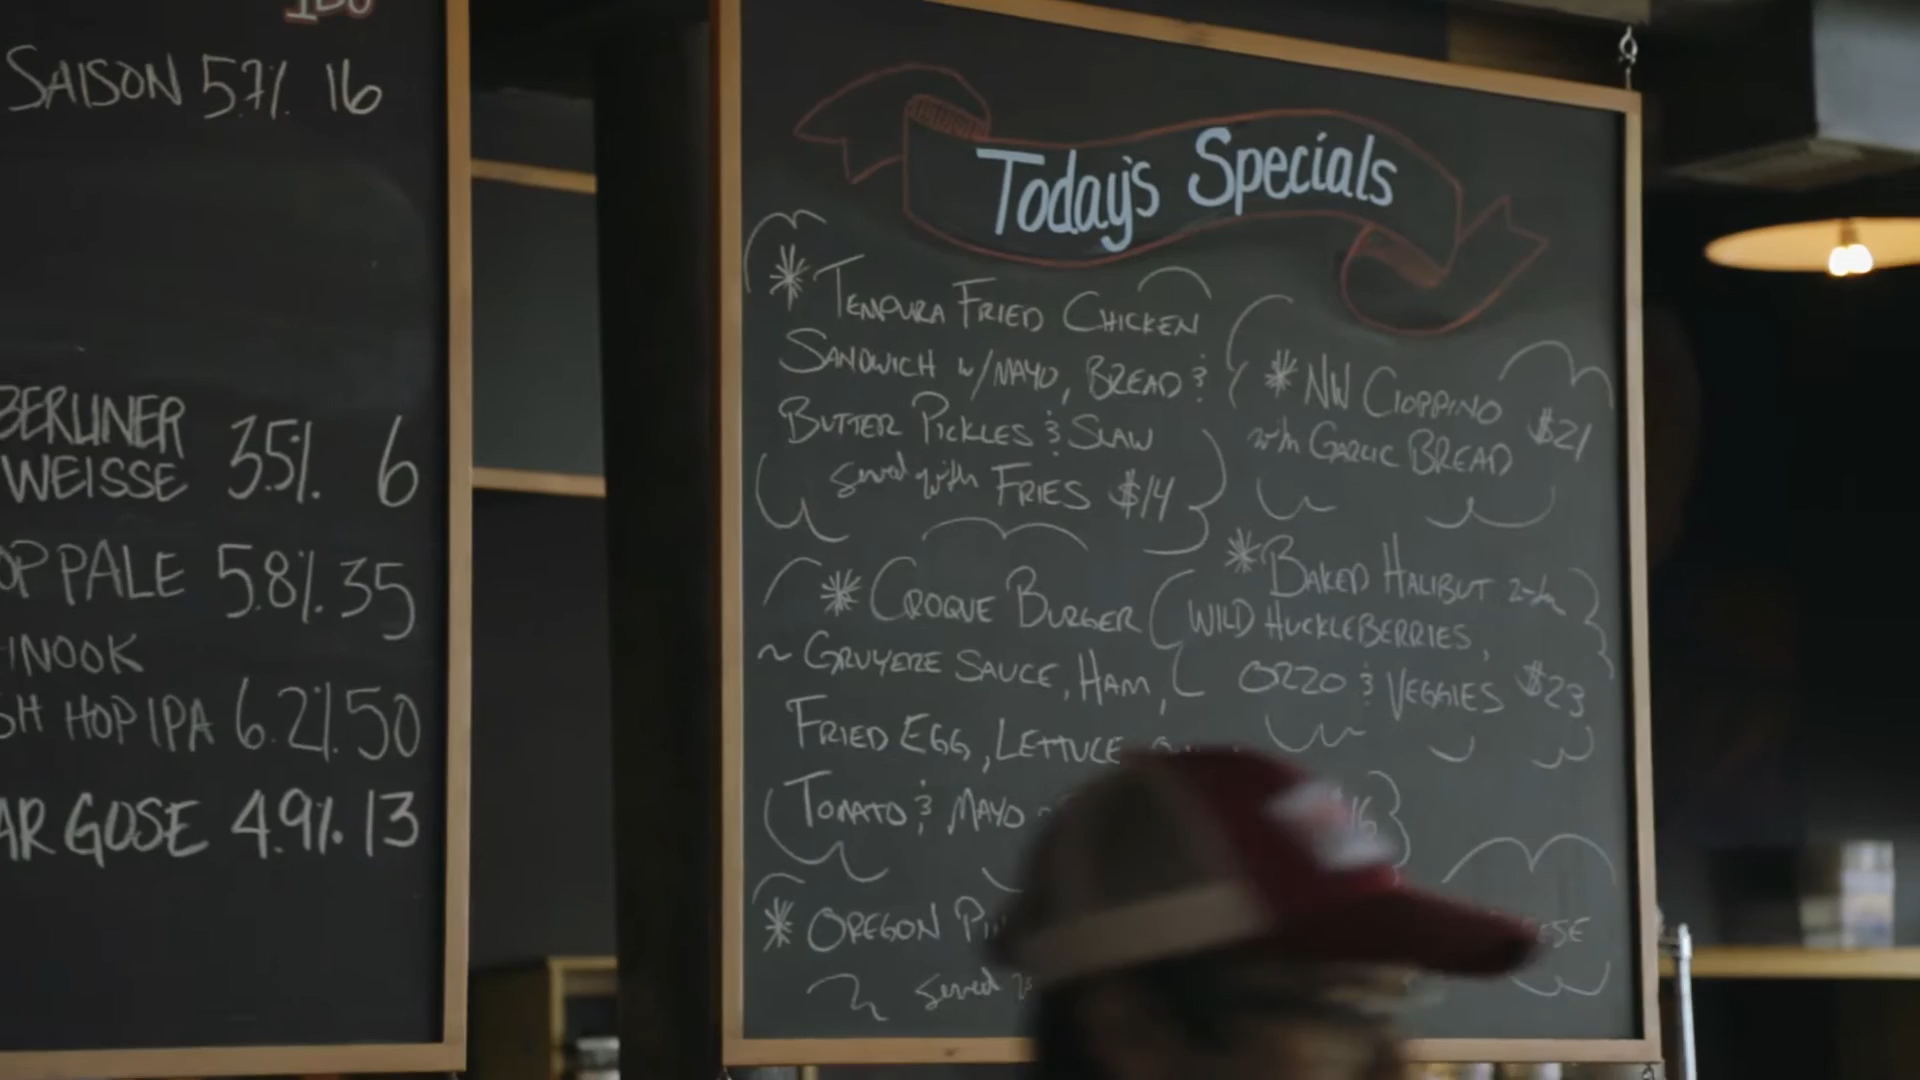 IBU
SAISON 5.7% 16
BERLINER
WEISSE 3.5% 6
OP PALE 5.8% 35
INOOK
SH HOP IPA 6.2% 50
AR GOSE 4.9% 13
Today's Specials
* TEMPURA FRIED CHICKEN
SANDWICH w/MAYO, BREAD &
BUTTER PICKLES & SLAW
served with FRIES $14
* CROQUE BURGER
~ GRUYERE SAUCE, HAM,
FRIED EGG, LETTUCE
TOMATO & MAYO
16
* OREGON
served
* NW CIOPPINO $21
with GARLIC BREAD
* BAKED HALIBUT
WILD HUCKLEBERRIES,
ORZO & VEGGIES $23
ESE